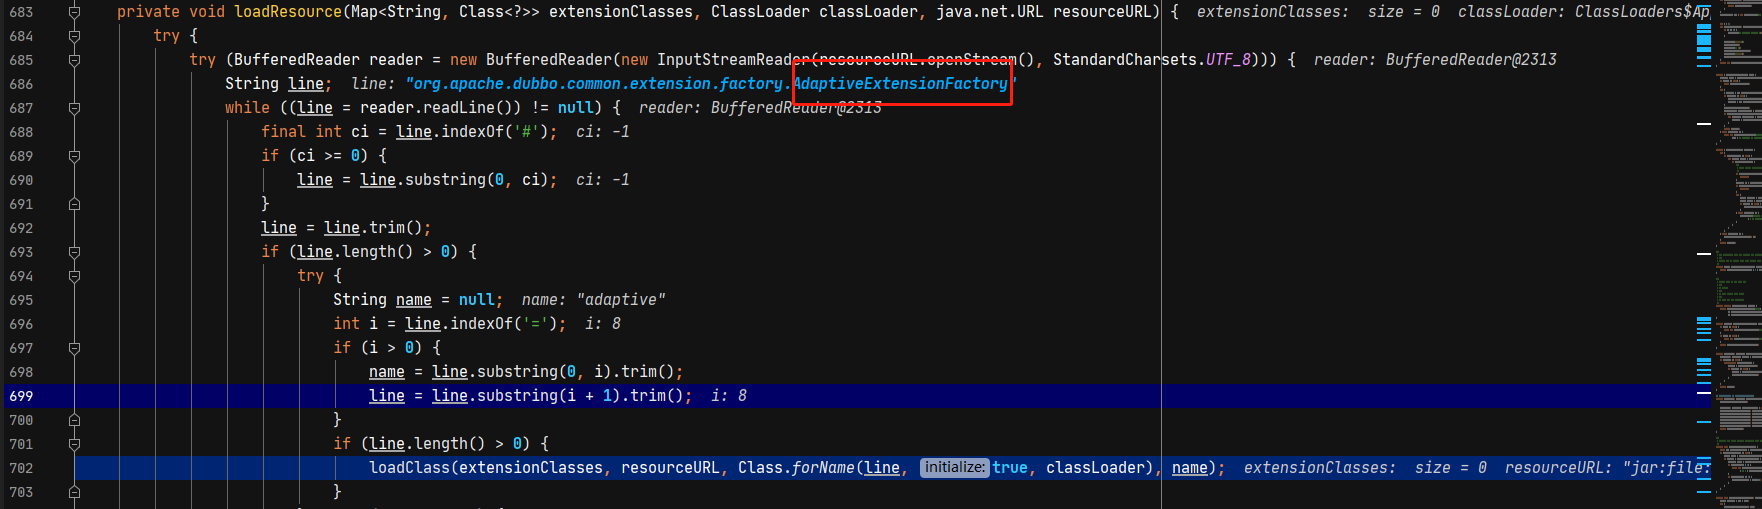 683 private void loadResource(Map<String, Class<?>> extensionClasses, ClassLoader classLoader, java.net.URL resourceURL) { extensionClasses: size = 0 classLoader: ClassLoaders$Ap
684 try {
685 try (BufferedReader reader = new BufferedReader(new InputStreamReader(resourceURL.openStream(), StandardCharsets.UTF_8))) { reader: BufferedReader@2313
686 String line; line: "org.apache.dubbo.common.extension.factory.AdaptiveExtensionFactory
687 while ((line = reader.readLine()) != null) { reader: BufferedReader@2313
688 final int ci = line.indexOf('#'); ci: -1
689 if (ci >= 0) {
690 line = line.substring(0, ci); ci: -1
691 }
692 line = line.trim();
693 if (line.length() > 0) {
694 try {
695 String name = null; name: "adaptive"
696 int i = line.indexOf('='); i: 8
697 if (i > 0) {
698 name = line.substring(0, i).trim();
699 line = line.substring(i + 1).trim(); i: 8
700 }
701 if (line.length() > 0) {
702 loadClass(extensionClasses, resourceURL, Class.forName(line, initialize: true, classLoader), name); extensionClasses: size = 0 resourceURL: "jar:file:
703 }